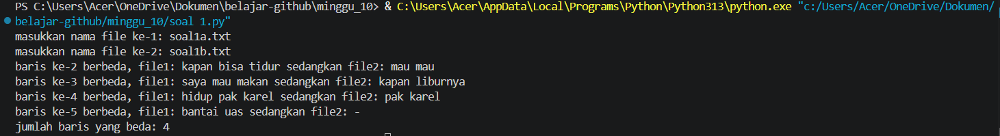 PS C:\Users\Acer\OneDrive\Dokumen\belajar-github\minggu_10> & C:\Users\Acer\AppData\Local\Programs\Python\Python313\python.exe "c:/Users/Acer/OneDrive/Dokumen/
belajar-github/minggu_10/soal 1.py"
masukkan nama file ke-1: soal1a.txt
masukkan nama file ke-2: soal1b.txt
baris ke-2 berbeda, file1: kapan bisa tidur sedangkan file2: mau mau
baris ke-3 berbeda, file1: saya mau makan sedangkan file2: kapan liburnya
baris ke-4 berbeda, file1: hidup pak karel sedangkan file2: pak karel
baris ke-5 berbeda, file1: bantai uas sedangkan file2: -
jumlah baris yang beda: 4